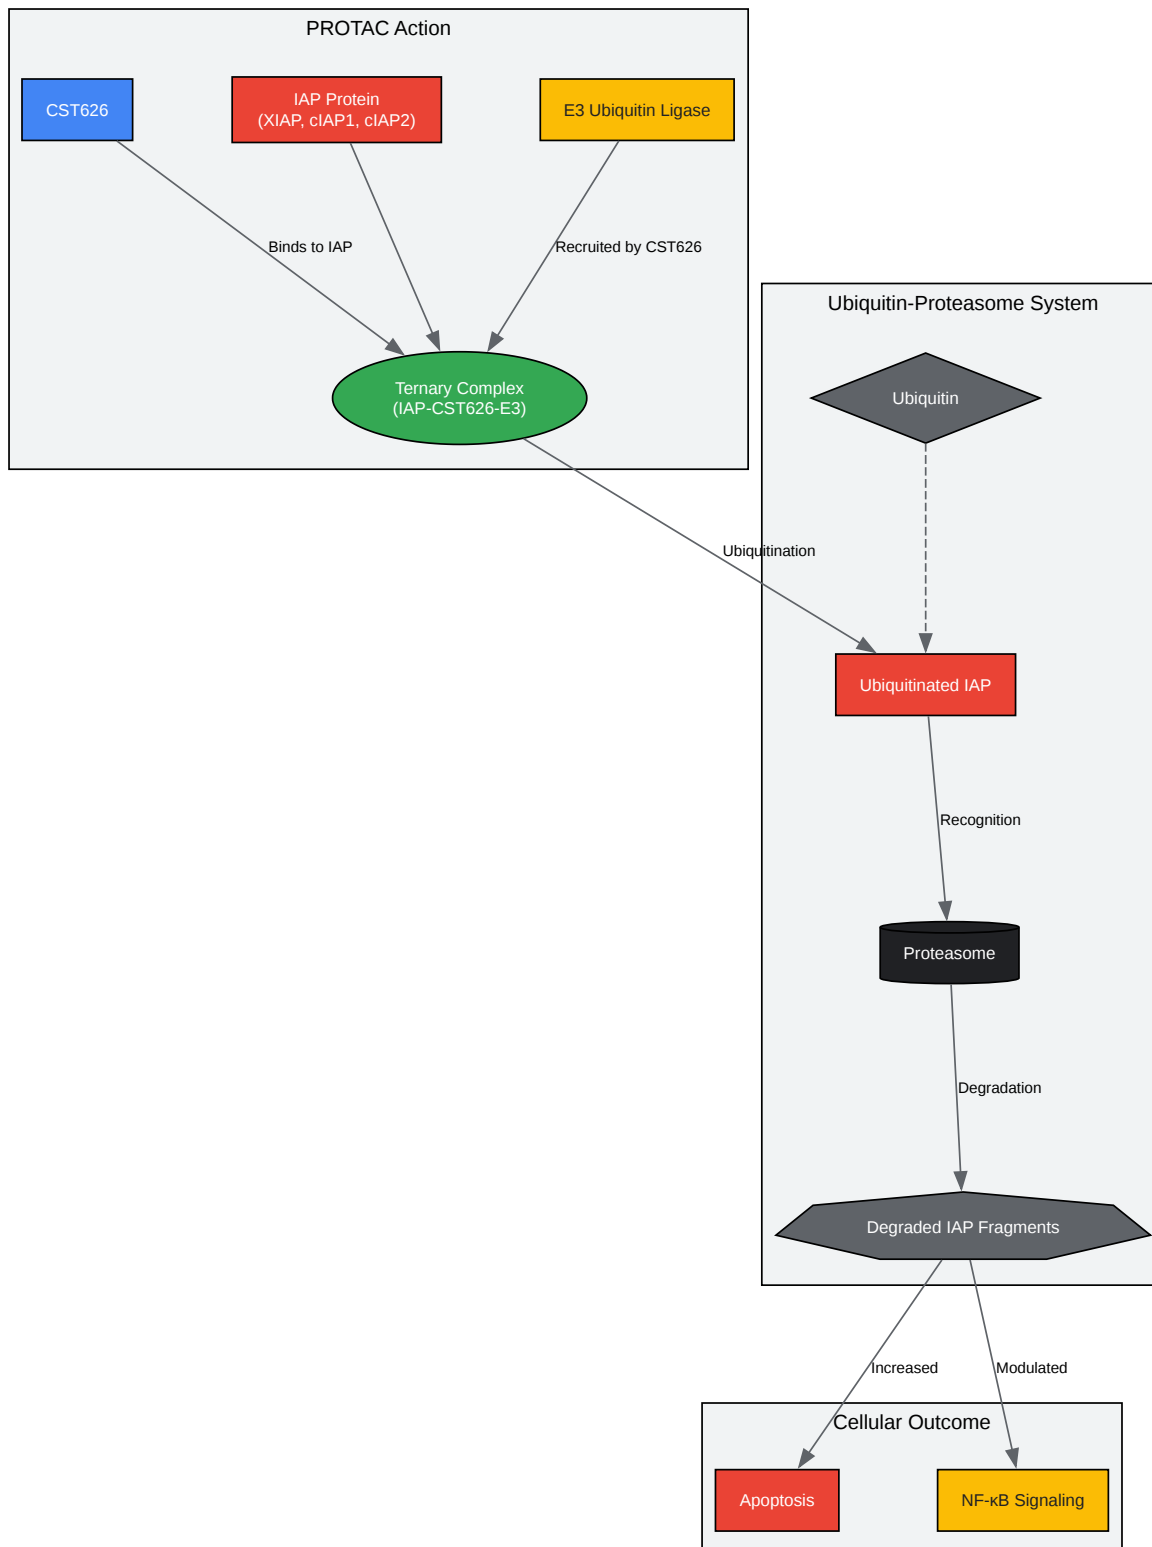 PROTAC Action
CST626
IAP Protein
(XIAP, cIAP1, cIAP2)
E3 Ubiquitin Ligase
Binds to IAP
Recruited by CST626
Ubiquitin-Proteasome System
Ternary Complex
(IAP-CST626-E3)
Ubiquitin
Ubiquitination
Ubiquitinated IAP
Recognition
Proteasome
Degradation
Degraded IAP Fragments
Increased
Modulated
Cellular Outcome
Apoptosis
NF-κB Signaling